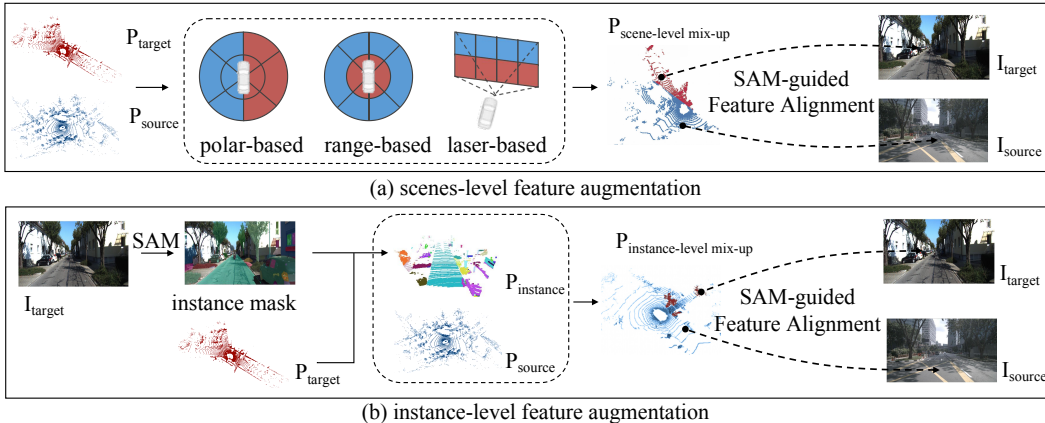 P_target
P_source
polar-based
range-based
laser-based
P_scene-level mix-up
SAM-guided
Feature Alignment
I_target
I_source
(a) scenes-level feature augmentation
I_target
SAM
instance mask
P_target
P_instance
P_source
P_instance-level mix-up
SAM-guided
Feature Alignment
I_target
I_source
(b) instance-level feature augmentation